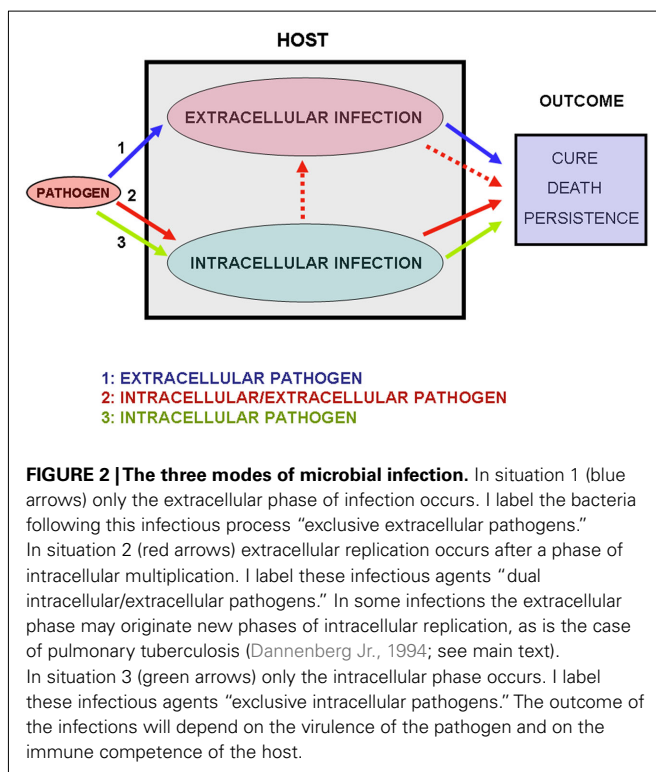 HOST
EXTRACELLULAR INFECTION
OUTCOME
1
CURE
PATHOGEN
2
DEATH
3
PERSISTENCE
INTRACELLULAR INFECTION
1: EXTRACELLULAR PATHOGEN
2: INTRACELLULAR/EXTRACELLULAR PATHOGEN
3: INTRACELLULAR PATHOGEN
FIGURE 2 | The three modes of microbial infection. In situation 1 (blue
arrows) only the extracellular phase of infection occurs. I label the bacteria
following this infectious process “exclusive extracellular pathogens.”
In situation 2 (red arrows) extracellular replication occurs after a phase of
intracellular multiplication. I label these infectious agents “dual
intracellular/extracellular pathogens.” In some infections the extracellular
phase may originate new phases of intracellular replication, as is the case
of pulmonary tuberculosis (Dannenberg Jr., 1994; see main text).
In situation 3 (green arrows) only the intracellular phase occurs. I label
these infectious agents “exclusive intracellular pathogens.” The outcome of
the infections will depend on the virulence of the pathogen and on the
immune competence of the host.